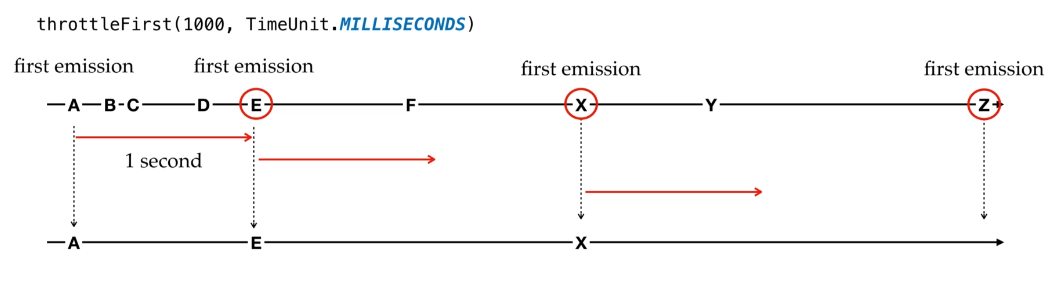 throttleFirst(1000, TimeUnit.MILLISECONDS)
first emission first emission first emission first emission
A B C D E F X Y Z
1 second
A E X